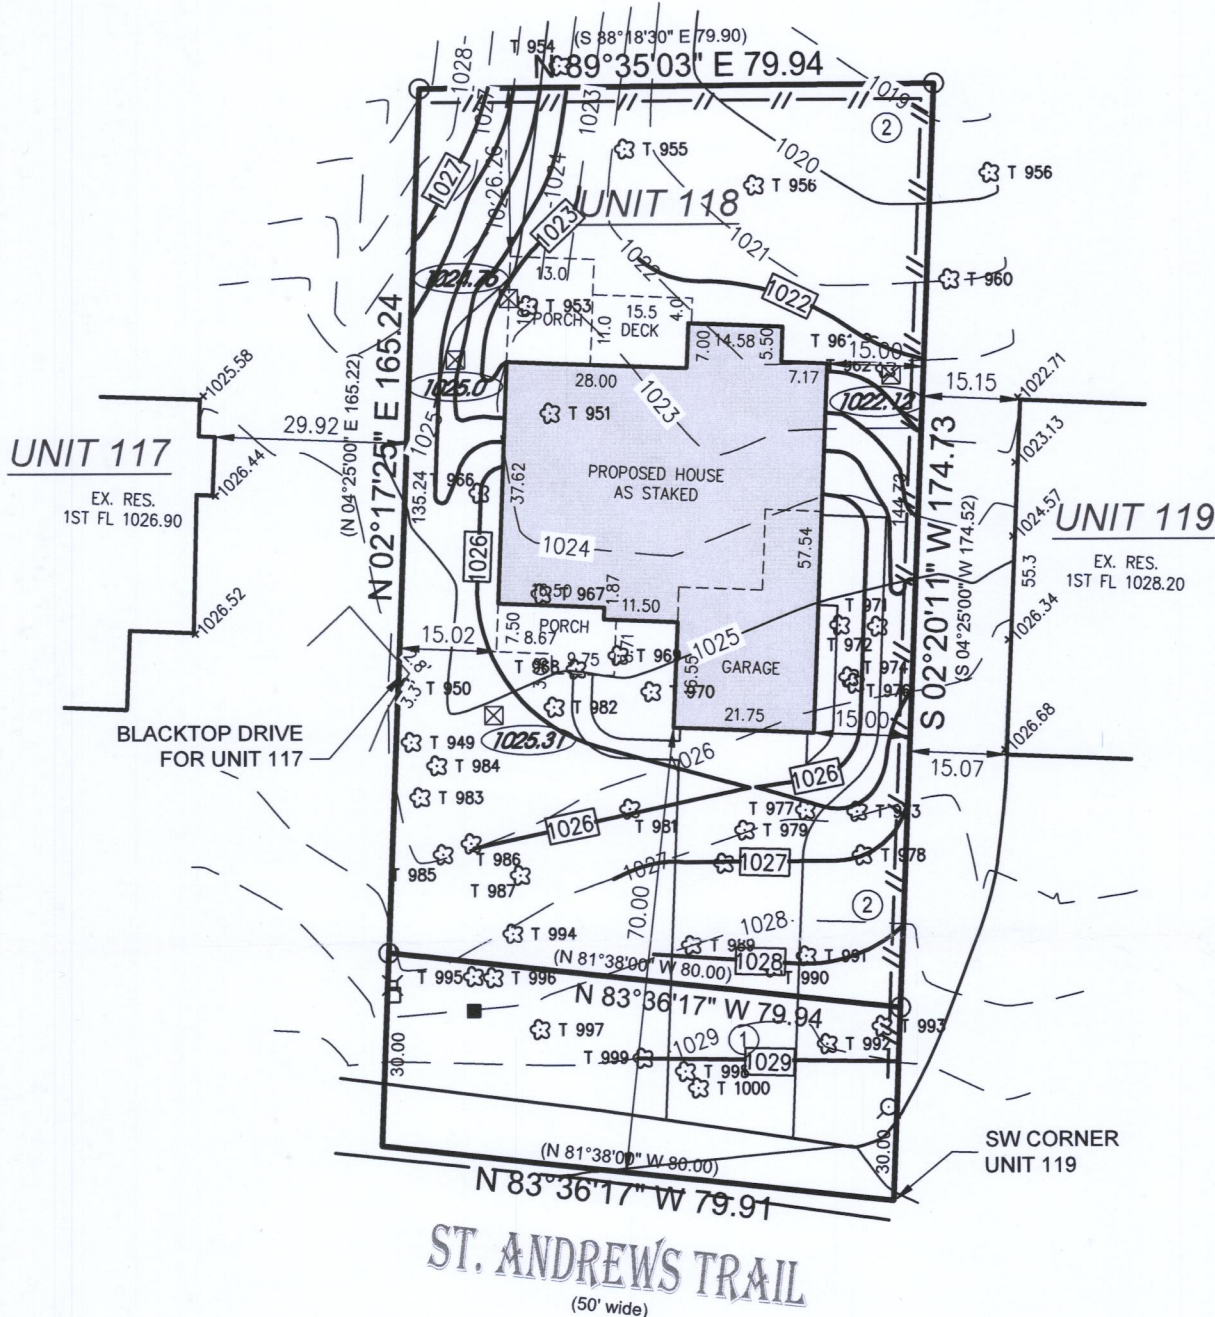 T 954
(S 88°18'30" E 79.90)
N 89°35'03" E 79.94
1028
1027
1023
1019
2
1020
T 955
T 956
T 956
1027
1026.26
1024
1023
UNIT 118
1021
1022
1022
T 960
1024.76
13.0
T 953
PORCH
11.0
15.5
DECK
4.0
7.00
14.58
5.50
15.00
7.17
1025.0
28.00
1023
1022.12
15.15
1022.71
1025.58
29.92
UNIT 117
EX. RES.
1ST FL 1026.90
1026.44
1026.52
N 02°17'25" E 165.24
(N 04°25'00" E 165.22)
135.24
1025
T 951
966
37.62
PROPOSED HOUSE
AS STAKED
1024
1026
57.54
144.73
S 02°20'11" W 174.73
(S 04°25'00" W 174.52)
1023.13
1024.57
UNIT 119
EX. RES.
1ST FL 1028.20
55.3
1026.34
1026.68
T 967
1.87
11.50
PORCH
7.50
8.67
9.75
15.02
T 968
T 969
1025
GARAGE
T 971
T 972
T 974
T 976
2.8
3.3
T 950
T 970
T 982
21.75
15.00
15.07
BLACKTOP DRIVE
FOR UNIT 117
1025.31
T 949
T 984
T 983
1026
1026
1026
T 981
T 977
T 979
T 978
T 985
T 986
T 987
1027
1027
70.00
2
T 994
1028
T 989
1028
T 991
T 990
(N 81°38'00" W 80.00)
T 995
T 996
N 83°36'17" W 79.94
T 997
1029
1
T 992
T 993
T 999
1029
T 998
T 1000
30.00
30.00
SW CORNER
UNIT 119
(N 81°38'00" W 80.00)
N 83°36'17" W 79.91
ST. ANDREWS TRAIL
(50' wide)